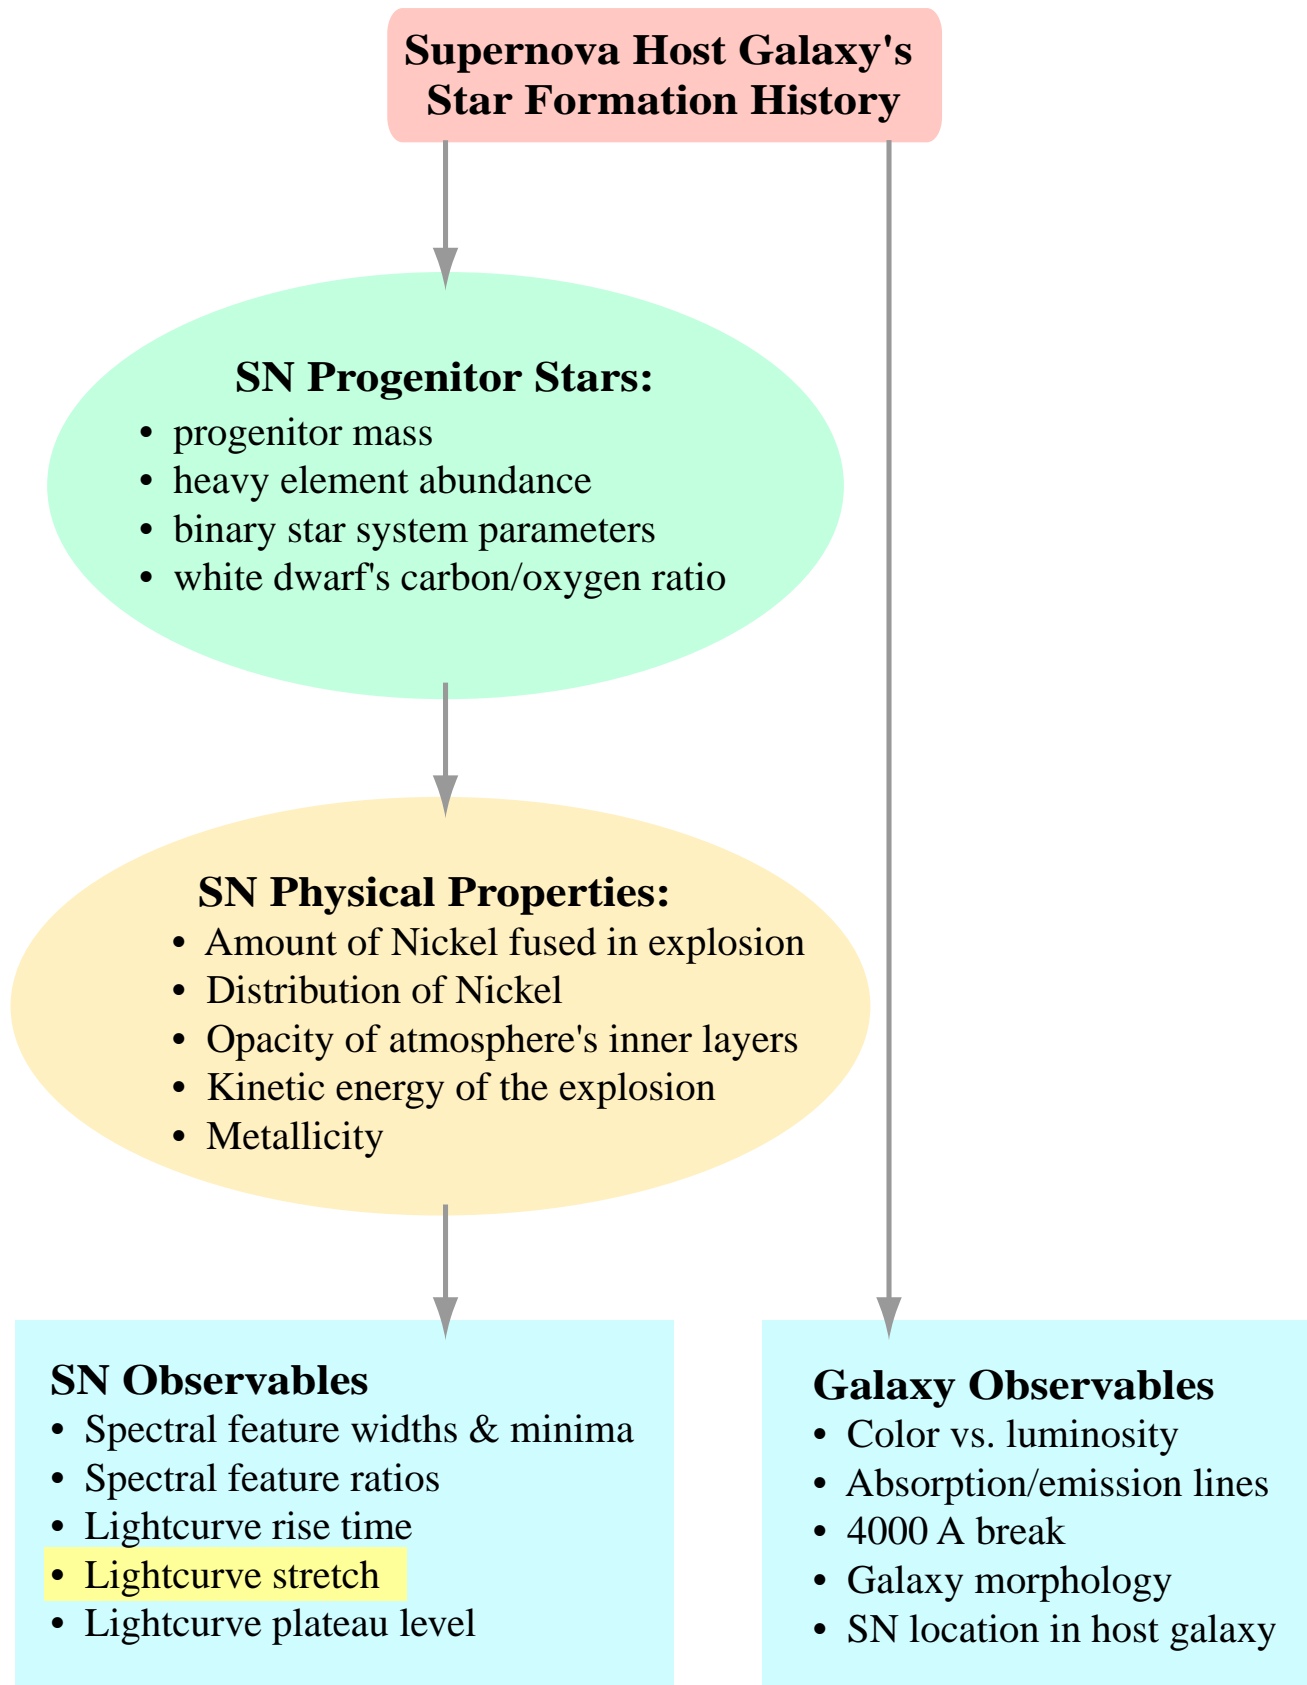 Supernova Host Galaxy's
Star Formation History
SN Progenitor Stars:
• progenitor mass
• heavy element abundance
• binary star system parameters
• white dwarf's carbon/oxygen ratio
SN Physical Properties:
• Amount of Nickel fused in explosion
• Distribution of Nickel
• Opacity of atmosphere's inner layers
• Kinetic energy of the explosion
• Metallicity
SN Observables
• Spectral feature widths & minima
• Spectral feature ratios
• Lightcurve rise time
• Lightcurve stretch
• Lightcurve plateau level
Galaxy Observables
• Color vs. luminosity
• Absorption/emission lines
• 4000 A break
• Galaxy morphology
• SN location in host galaxy